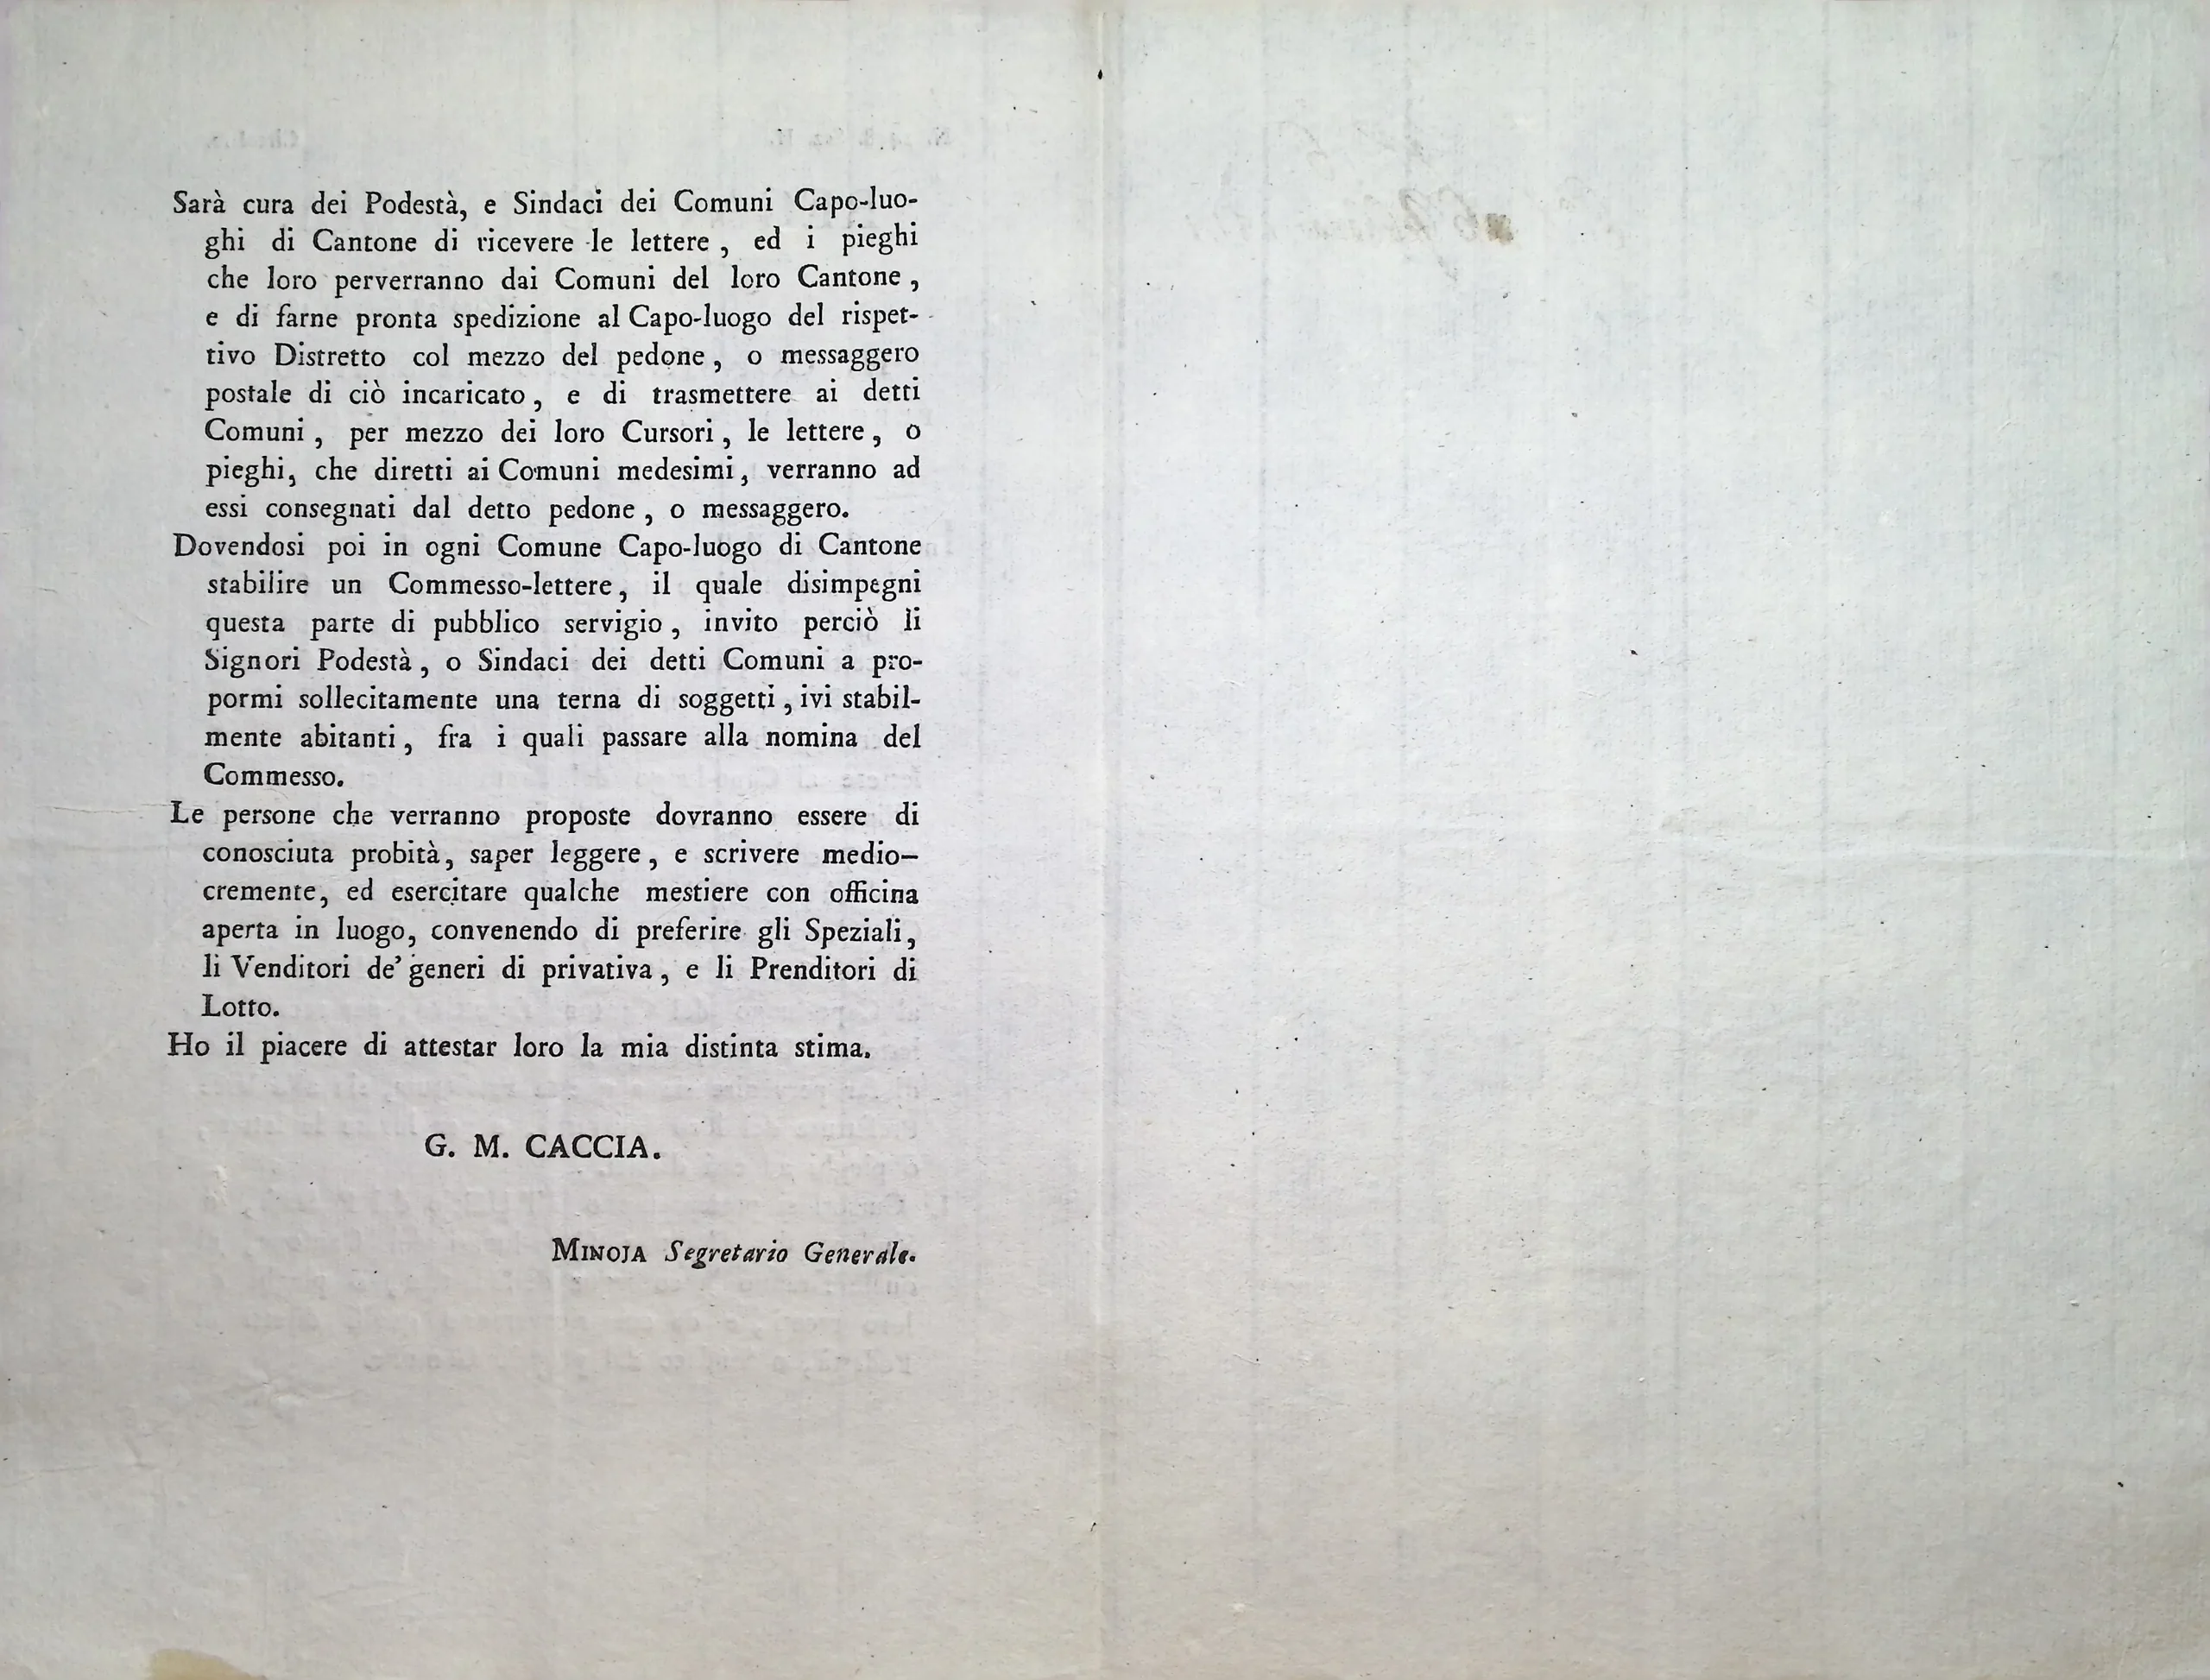 Sarà cura dei Podestà, e Sindaci dei Comuni Capo-luo-
ghi di Cantone di ricevere le lettere, ed i pieghi
che loro perverranno dai Comuni del loro Cantone,
e di farne pronta spedizione al Capo-luogo del rispet-
tivo Distretto col mezzo del pedone, o messaggero
postale di ciò incaricato, e di trasmettere ai detti
Comuni, per mezzo dei loro Cursori, le lettere, o
pieghi, che diretti ai Comuni medesimi, verranno ad
essi consegnati dal detto pedone, o messaggero.
Dovendosi poi in ogni Comune Capo-luogo di Cantone
stabilire un Commesso-lettere, il quale disimpegni
questa parte di pubblico servigio, invito perciò li
Signori Podestà, o Sindaci dei detti Comuni a pro-
pormi sollecitamente una terna di soggetti, ivi stabil-
mente abitanti, fra i quali passare alla nomina del
Commesso.
Le persone che verranno proposte dovranno essere di
conosciuta probità, saper leggere, e scrivere medio-
cremente, ed esercitare qualche mestiere con officina
aperta in luogo, convenendo di preferire gli Speziali,
li Venditori de' generi di privativa, e li Prenditori di
Lotto.
Ho il piacere di attestar loro la mia distinta stima.
G. M. CACCIA.
MINOJA Segretario Generale.